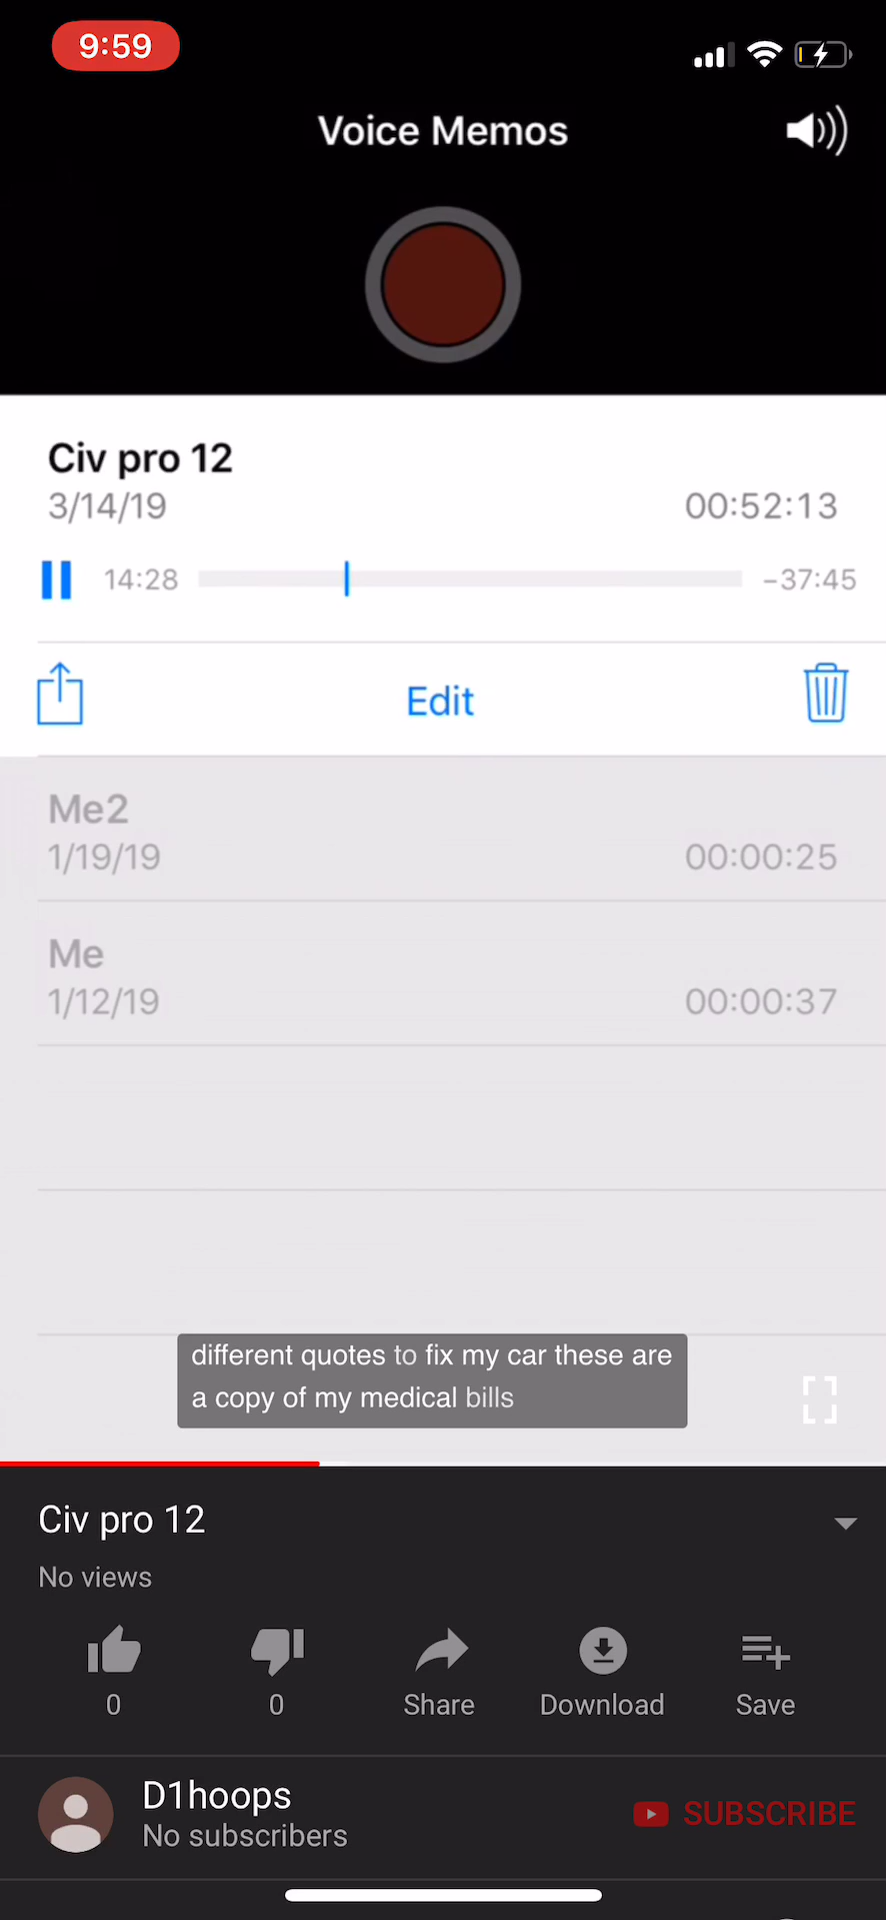 9:59
Voice Memos
Civ pro 12
3/14/19 00:52:13
14:28 -37:45
Edit
Me2
1/19/19 00:00:25
Me
1/12/19 00:00:37
different quotes to fix my car these are
a copy of my medical bills
Civ pro 12
No views
0 0 Share Download Save
D1hoops
No subscribers
SUBSCRIBE